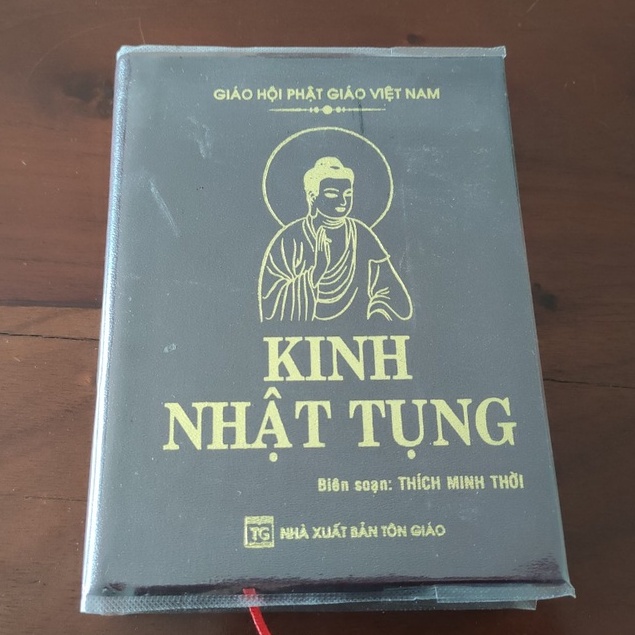 GIÁO HỘI PHẬT GIÁO VIỆT NAM
KINH
NHẬT TỤNG
Biên soạn: THÍCH MINH THỜI
TG NHÀ XUẤT BẢN TÔN GIÁO